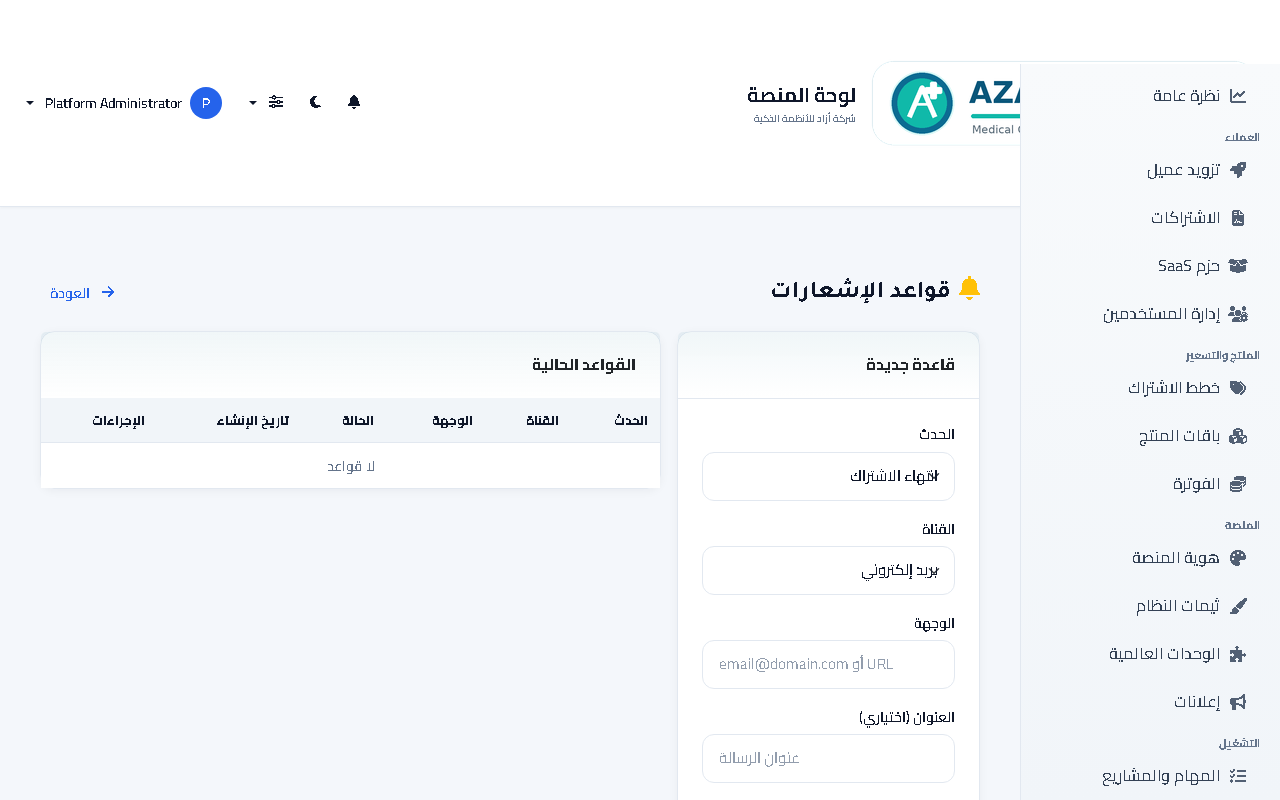 AZA
Medical
لوحة المنصة
شركة أزاد للأنظمة الذكية
Platform Administrator
P
نظرة عامة
العملاء
تزويد عميل
الاشتراكات
حزم SaaS
إدارة المستخدمين
المنتج والتسعير
خطط الاشتراك
باقات المنتج
الفوترة
المنصة
هوية المنصة
ثيمات النظام
الوحدات العالمية
إعلانات
التشغيل
المهام والمشاريع
قواعد الإشعارات
العودة
قاعدة جديدة
الحدث
انتهاء الاشتراك
القناة
بريد إلكتروني
الوجهة
email@domain.com أو URL
العنوان (اختياري)
عنوان الرسالة
القواعد الحالية
الحدث القناة الوجهة الحالة تاريخ الإنشاء الإجراءات
لا قواعد